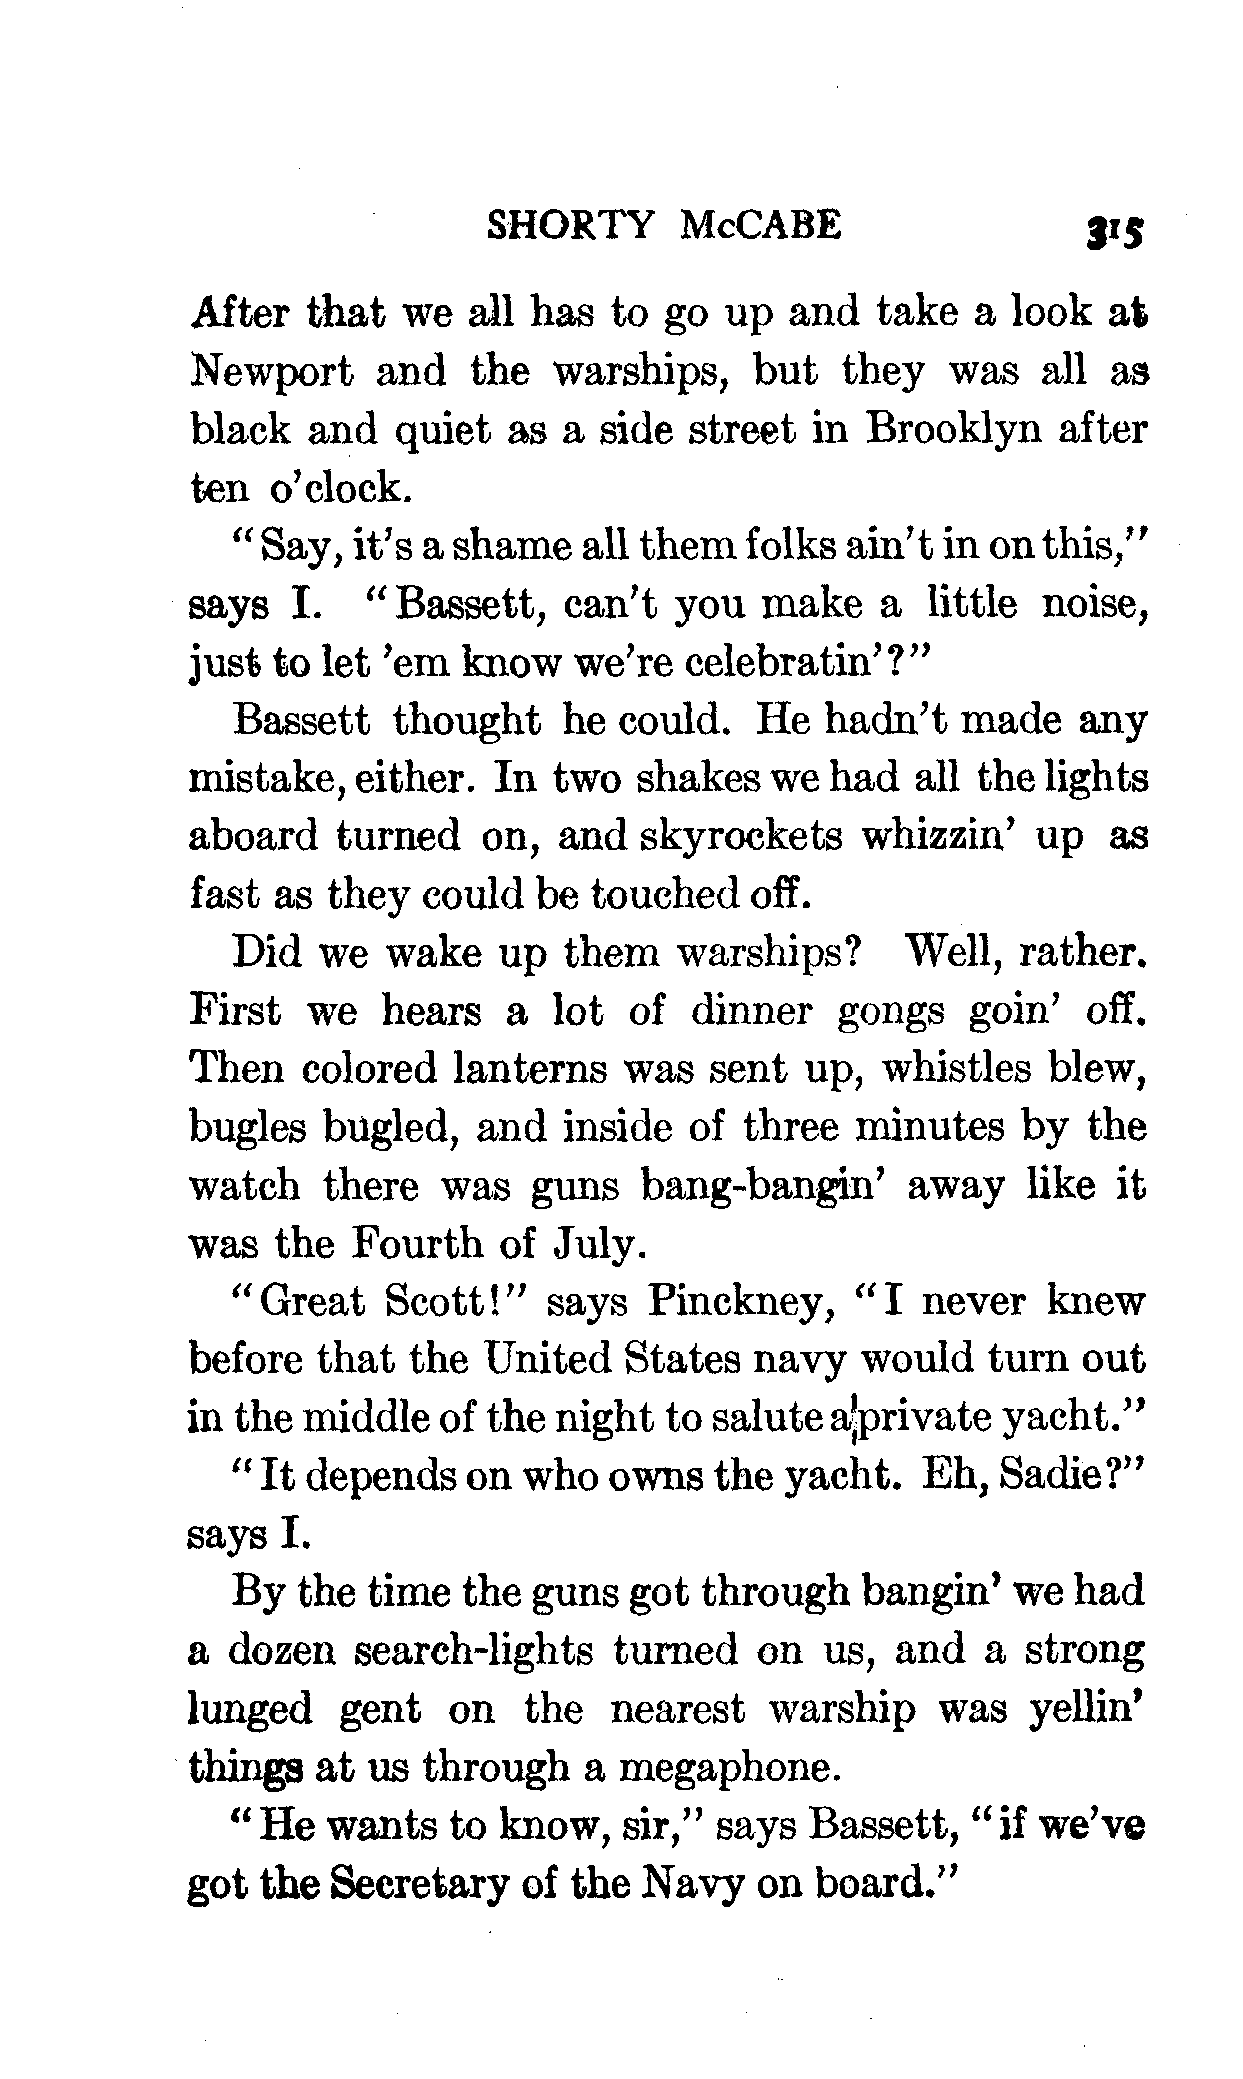 SHORTY McCABE 315
After that we all has to go up and take a look at
Newport and the warships, but they was all as
black and quiet as a side street in Brooklyn after
ten o'clock.
"Say, it's a shame all them folks ain't in on this,"
says I. "Bassett, can't you make a little noise,
just to let 'em know we're celebratin'?"
Bassett thought he could. He hadn't made any
mistake, either. In two shakes we had all the lights
aboard turned on, and skyrockets whizzin' up as
fast as they could be touched off.
Did we wake up them warships? Well, rather.
First we hears a lot of dinner gongs goin' off.
Then colored lanterns was sent up, whistles blew,
bugles bugled, and inside of three minutes by the
watch there was guns bang-bangin' away like it
was the Fourth of July.
"Great Scott!" says Pinckney, "I never knew
before that the United States navy would turn out
in the middle of the night to salute a private yacht."
"It depends on who owns the yacht. Eh, Sadie?"
says I.
By the time the guns got through bangin' we had
a dozen search-lights turned on us, and a strong
lunged gent on the nearest warship was yellin'
things at us through a megaphone.
"He wants to know, sir," says Bassett, "if we've
got the Secretary of the Navy on board."